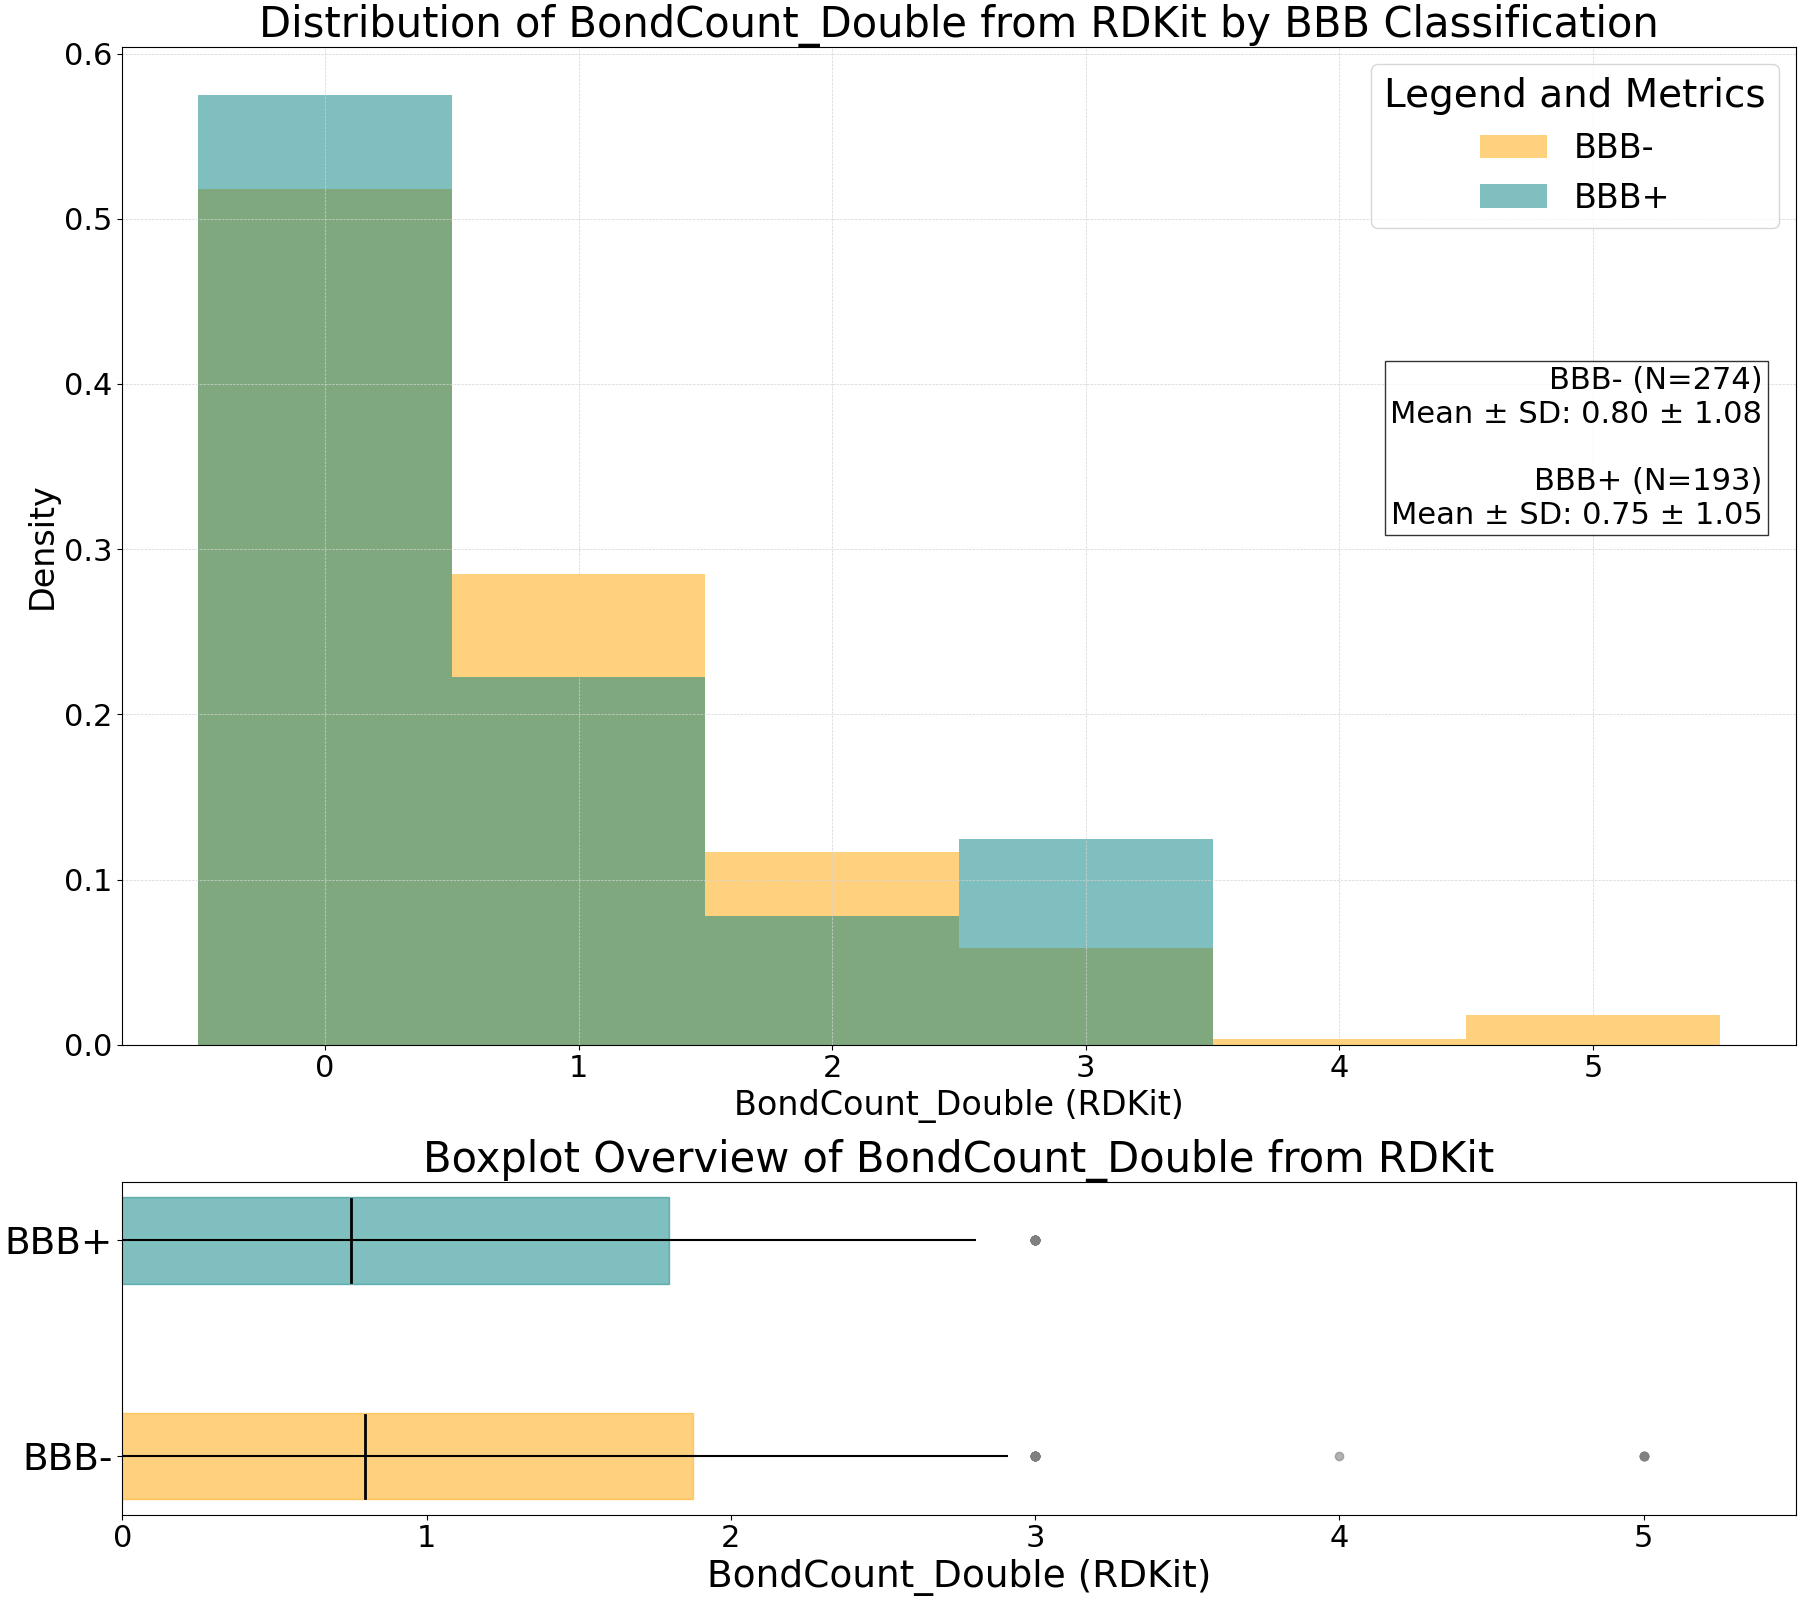 Distribution of BondCount_Double from RDKit by BBB Classification
0.6
0.5
0.4
0.3
0.2
0.1
0.0
Density
Legend and Metrics
BBB-
BBB+
BBB- (N=274)
Mean ± SD: 0.80 ± 1.08
BBB+ (N=193)
Mean ± SD: 0.75 ± 1.05
0 1 2 3 4 5
BondCount_Double (RDKit)
Boxplot Overview of BondCount_Double from RDKit
BBB+
BBB-
0 1 2 3 4 5
BondCount_Double (RDKit)